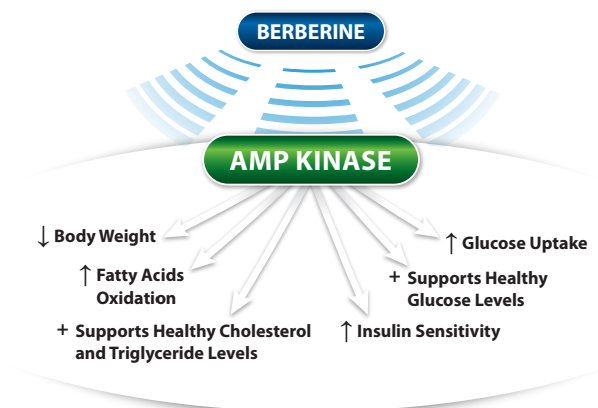 BERBERINE
AMP KINASE
↓ Body Weight
↑ Fatty Acids
Oxidation
+ Supports Healthy Cholesterol
and Triglyceride Levels
↑ Glucose Uptake
+ Supports Healthy
Glucose Levels
↑ Insulin Sensitivity